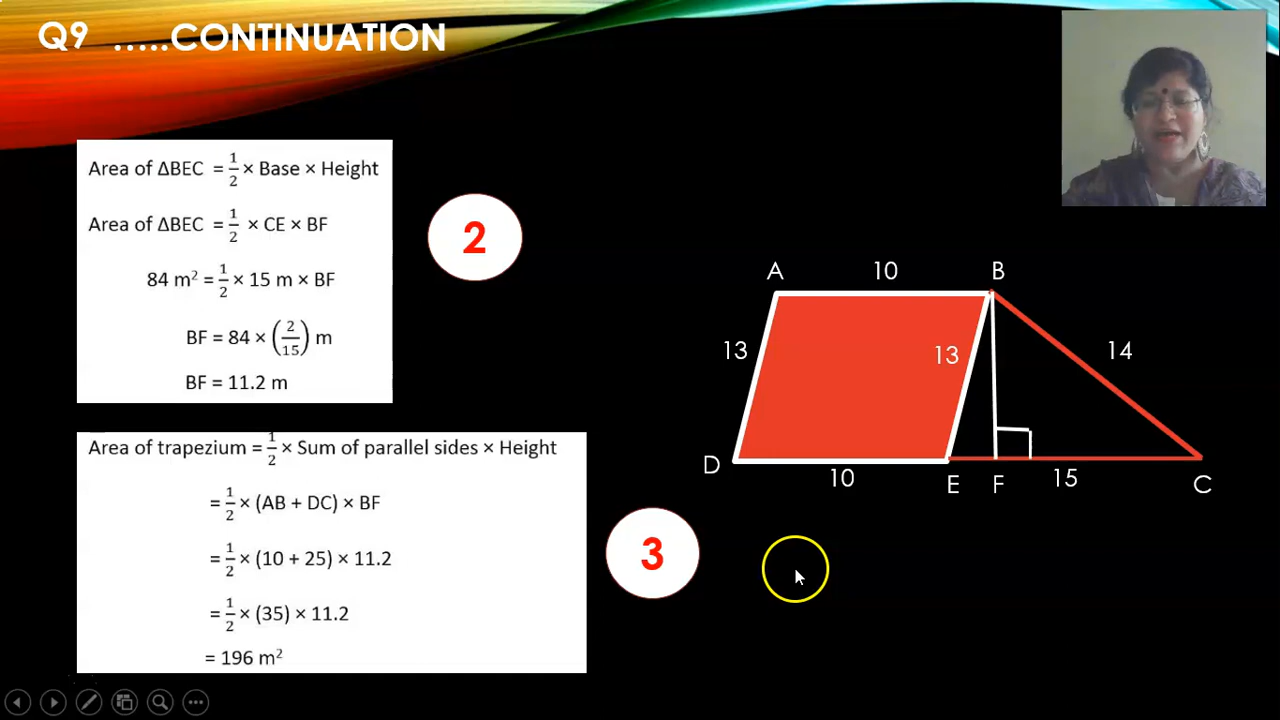 Q9 .....CONTINUATION
Area of ΔBEC = 1/2 × Base × Height
Area of ΔBEC = 1/2 × CE × BF
84 m² = 1/2 × 15 m × BF
BF = 84 × (2/15) m
BF = 11.2 m
2
Area of trapezium = 1/2 × Sum of parallel sides × Height
= 1/2 × (AB + DC) × BF
= 1/2 × (10 + 25) × 11.2
= 1/2 × (35) × 11.2
= 196 m²
3
A 10 B
13 13 14
D 10 E F 15 C